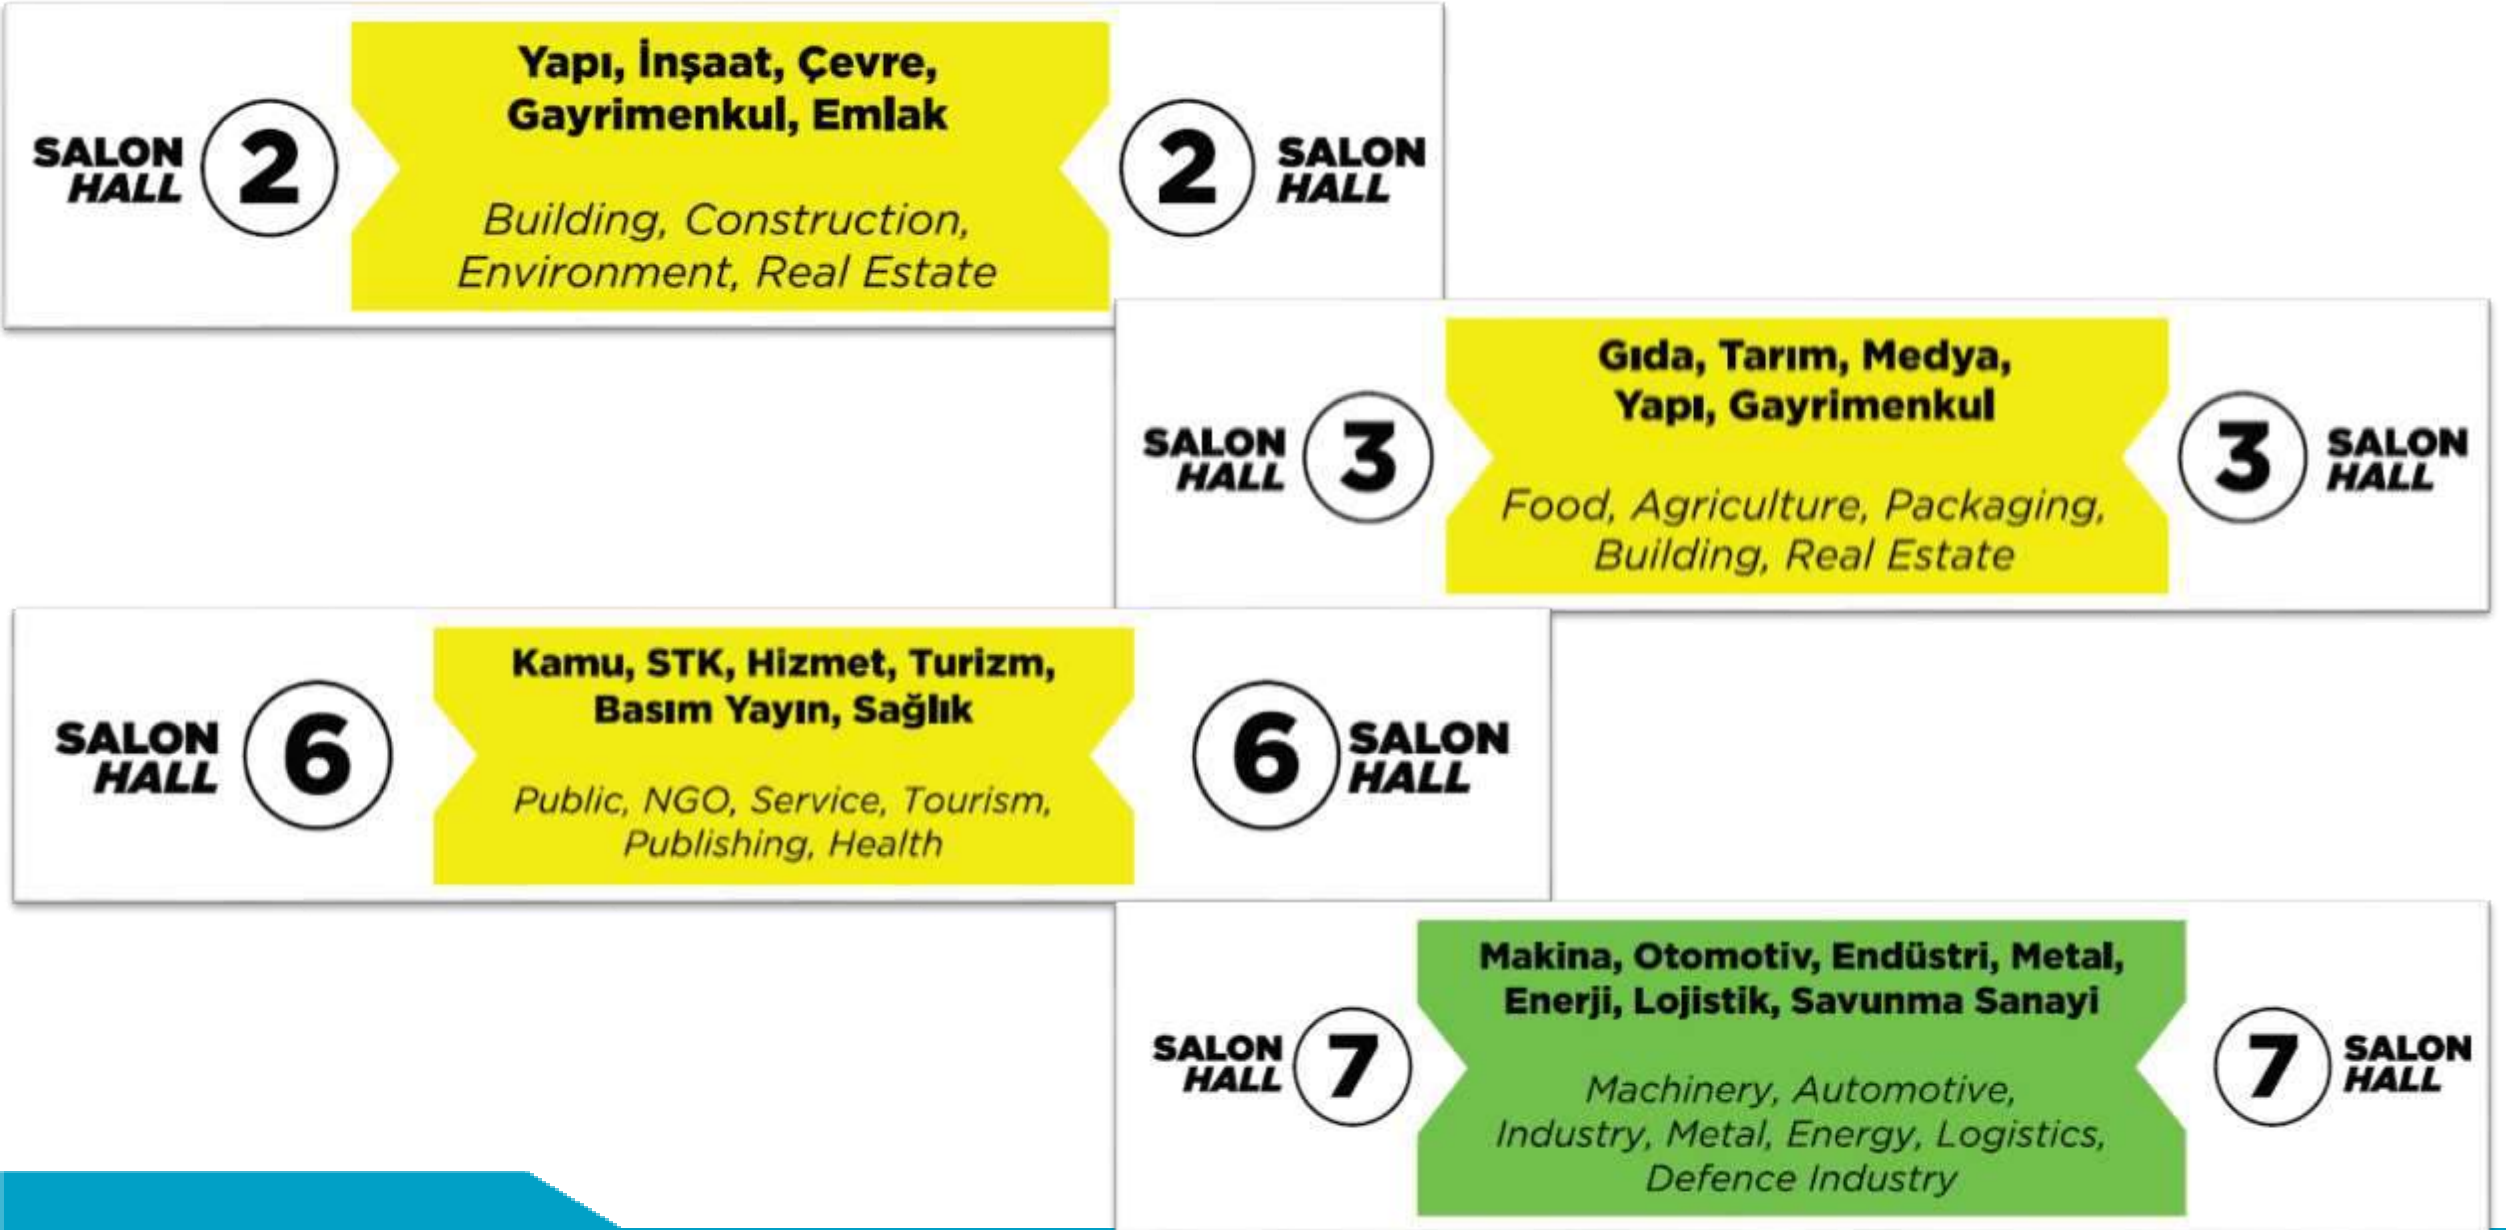 SALON
HALL
2
Yapı, İnşaat, Çevre,
Gayrimenkul, Emlak
Building, Construction,
Environment, Real Estate
2
SALON
HALL
SALON
HALL
3
Gıda, Tarım, Medya,
Yapı, Gayrimenkul
Food, Agriculture, Packaging,
Building, Real Estate
3
SALON
HALL
SALON
HALL
6
Kamu, STK, Hizmet, Turizm,
Basım Yayın, Sağlık
Public, NGO, Service, Tourism,
Publishing, Health
6
SALON
HALL
SALON
HALL
7
Makina, Otomotiv, Endüstri, Metal,
Enerji, Lojistik, Savunma Sanayi
Machinery, Automotive,
Industry, Metal, Energy, Logistics,
Defence Industry
7
SALON
HALL